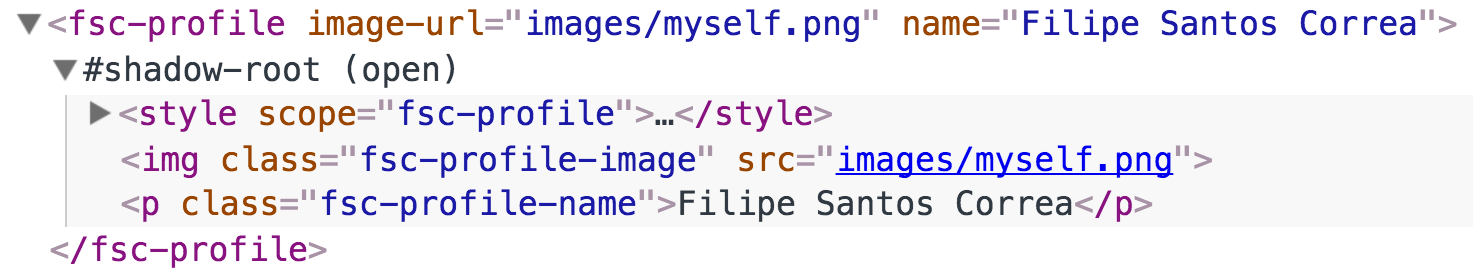 ▼<fsc-profile image-url="images/myself.png" name="Filipe Santos Correa">
▼#shadow-root (open)
▶<style scope="fsc-profile">…</style>
<img class="fsc-profile-image" src="images/myself.png">
<p class="fsc-profile-name">Filipe Santos Correa</p>
</fsc-profile>